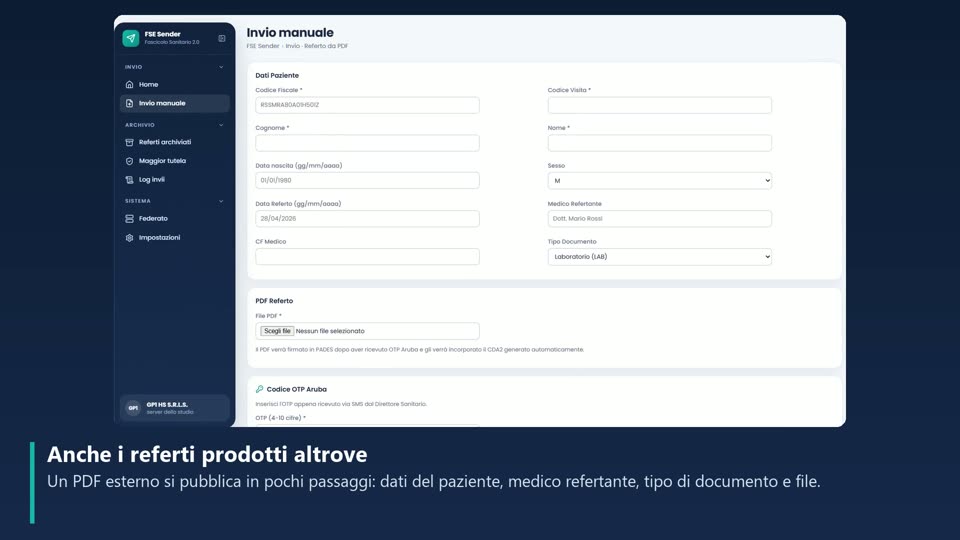 FSE Sender
Fascicolo Sanitario 2.0
INVIO
Home
Invio manuale
ARCHIVIO
Referti archiviati
Maggior tutela
Log invii
SISTEMA
Federato
Impostazioni
GP1
GP1 HS S.R.L.S.
server dello studio
Invio manuale
FSE Sender · Invio · Referto da PDF
Dati Paziente
Codice Fiscale *
RSSMRA80A01H501Z
Codice Visita *
Cognome *
Nome *
Data nascita (gg/mm/aaaa)
01/01/1980
Sesso
M
Data Referto (gg/mm/aaaa)
28/04/2026
Medico Refertante
Dott. Mario Rossi
CF Medico
Tipo Documento
Laboratorio (LAB)
PDF Referto
File PDF *
Scegli file Nessun file selezionato
Il PDF verrà firmato in PADES dopo aver ricevuto OTP Aruba e gli verrà incorporato il CDA2 generato automaticamente.
Codice OTP Aruba
Inserisci l'OTP appena ricevuto via SMS dal Direttore Sanitario.
OTP (4-10 cifre) *
Anche i referti prodotti altrove
Un PDF esterno si pubblica in pochi passaggi: dati del paziente, medico refertante, tipo di documento e file.